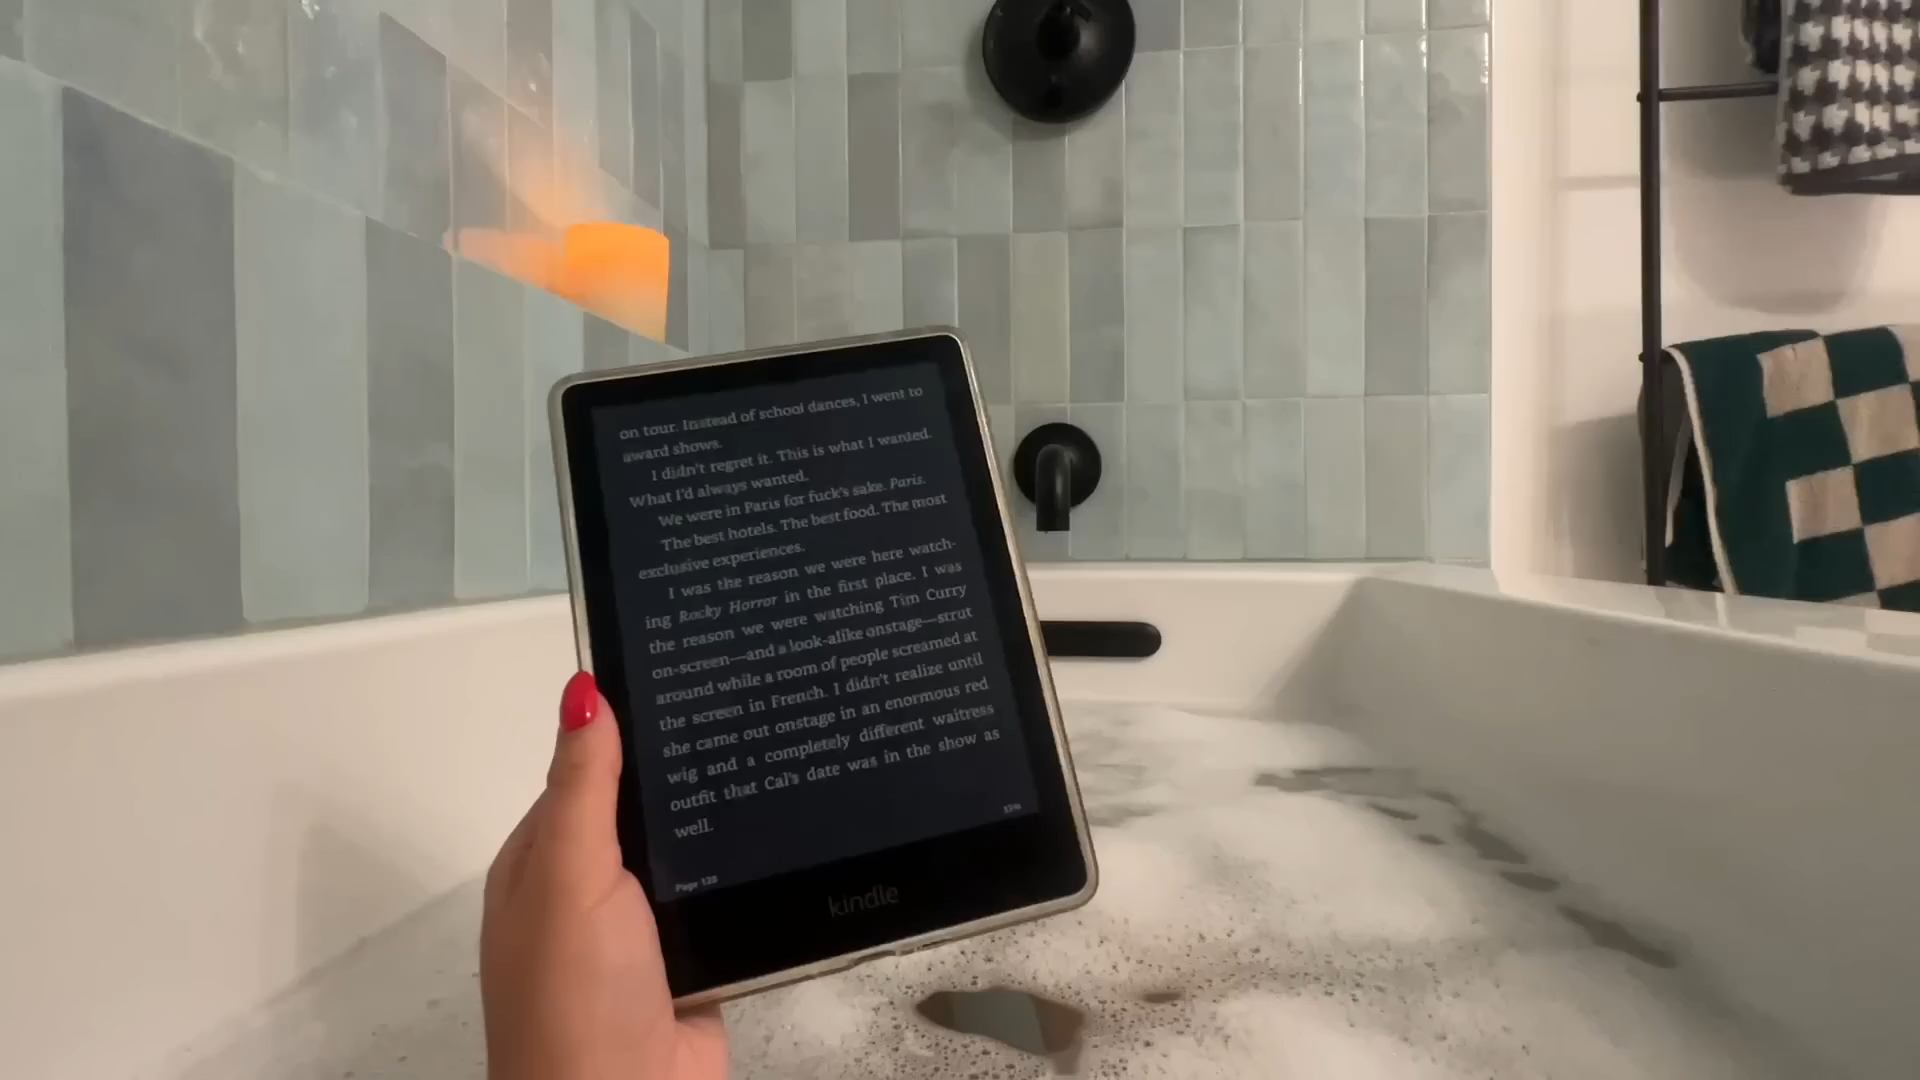 on tour. Instead of school dances, I went to
award shows.
I didn't regret it. This is what I wanted.
What I'd always wanted.
We were in Paris for fuck's sake. Paris.
The best hotels. The best food. The most
exclusive experiences.
I was the reason we were here watch-
ing Rocky Horror in the first place. I was
the reason we were watching Tim Curry
on-screen—and a look-alike onstage—strut
around while a room of people screamed at
the screen in French. I didn't realize until
she came out onstage in an enormous red
wig and a completely different waitress
outfit that Cal's date was in the show as
well.
Page 128
kindle